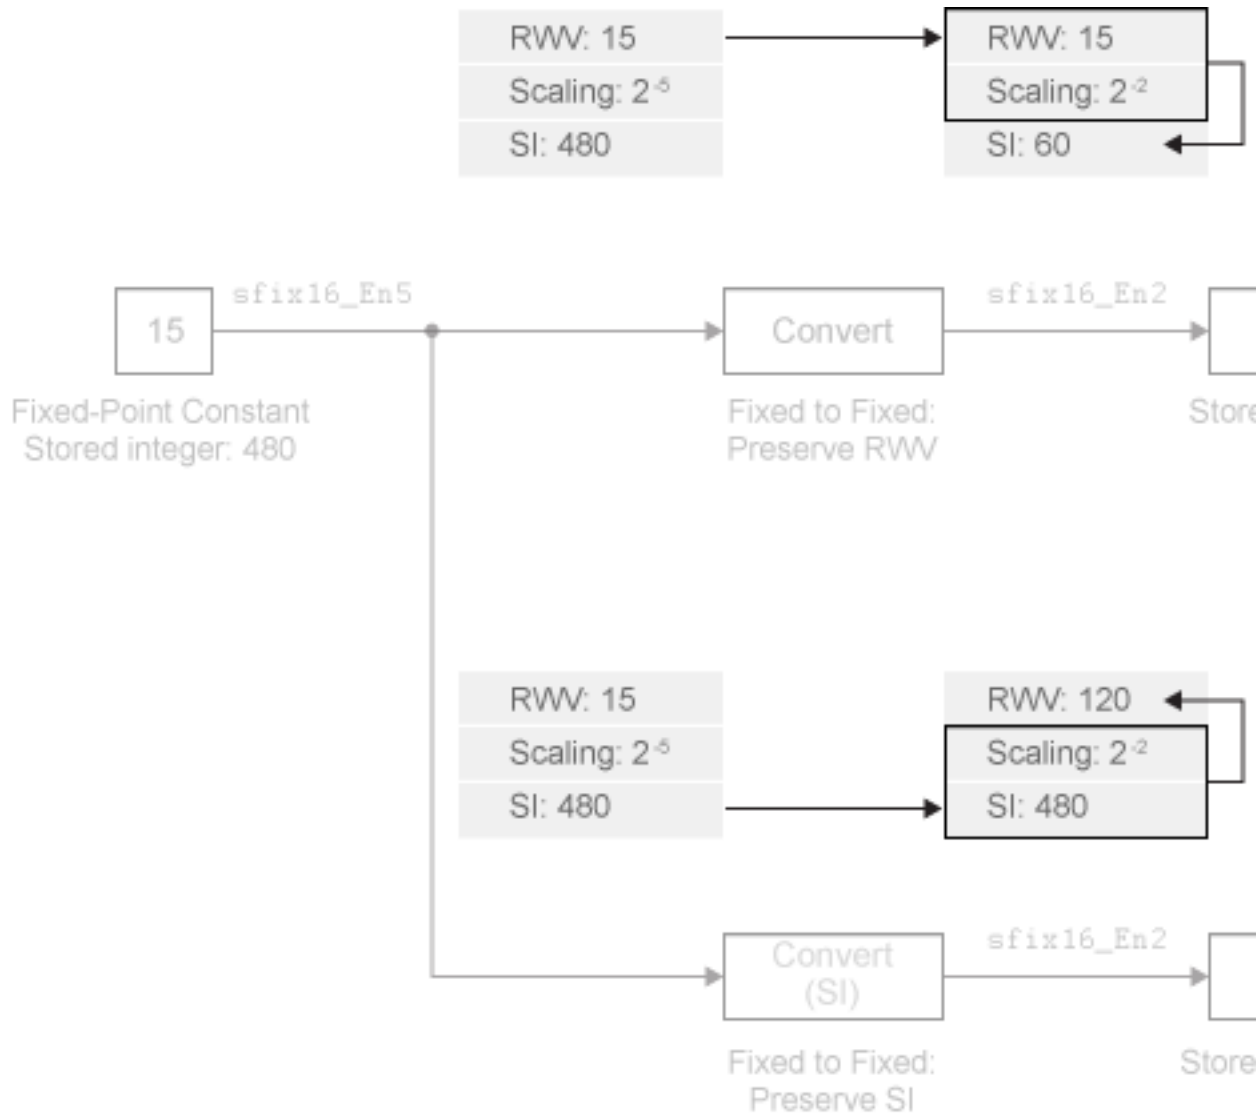 RWV: 15
Scaling: 2⁻⁵
SI: 480
RWV: 15
Scaling: 2⁻²
SI: 60
15
sfix16_En5
Convert
sfix16_En2
Fixed-Point Constant
Stored integer: 480
Fixed to Fixed:
Preserve RWV
Store
RWV: 15
Scaling: 2⁻⁵
SI: 480
RWV: 120
Scaling: 2⁻²
SI: 480
Convert
(SI)
sfix16_En2
Fixed to Fixed:
Preserve SI
Store